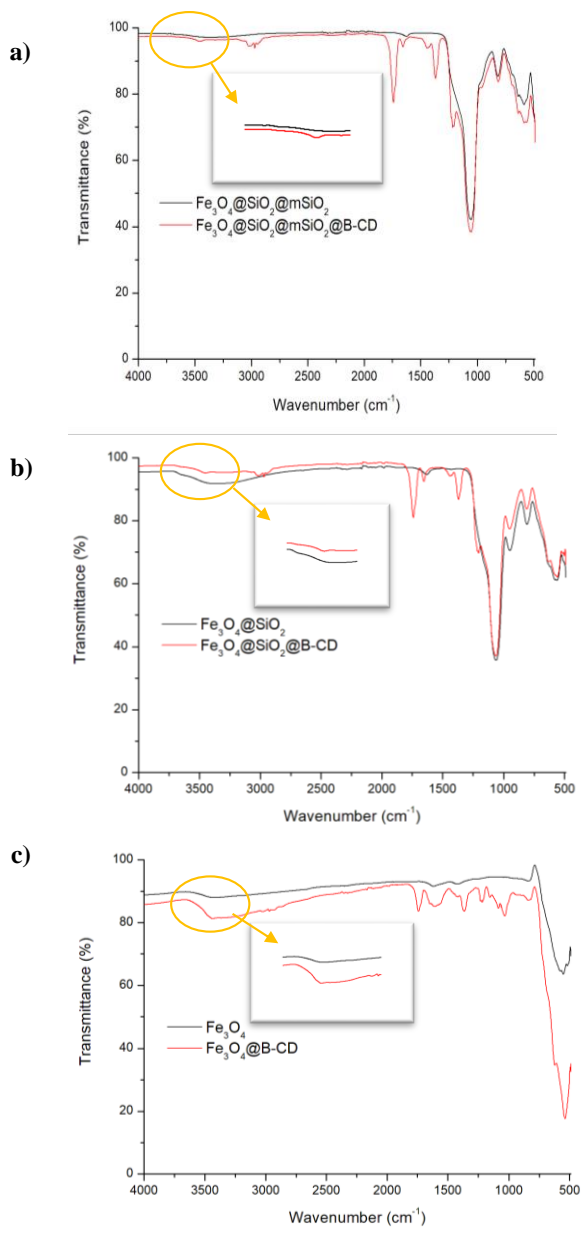 a)
100
80
60
40
20
0
Transmittance (%)
Fe₃O₄@SiO₂@mSiO₂
Fe₃O₄@SiO₂@mSiO₂@B-CD
4000 3500 3000 2500 2000 1500 1000 500
Wavenumber (cm⁻¹)
b)
100
80
60
40
20
0
Transmittance (%)
Fe₃O₄@SiO₂
Fe₃O₄@SiO₂@B-CD
4000 3500 3000 2500 2000 1500 1000 500
Wavenumber (cm⁻¹)
c)
100
80
60
40
20
0
Transmittance (%)
Fe₃O₄
Fe₃O₄@B-CD
4000 3500 3000 2500 2000 1500 1000 500
Wavenumber (cm⁻¹)